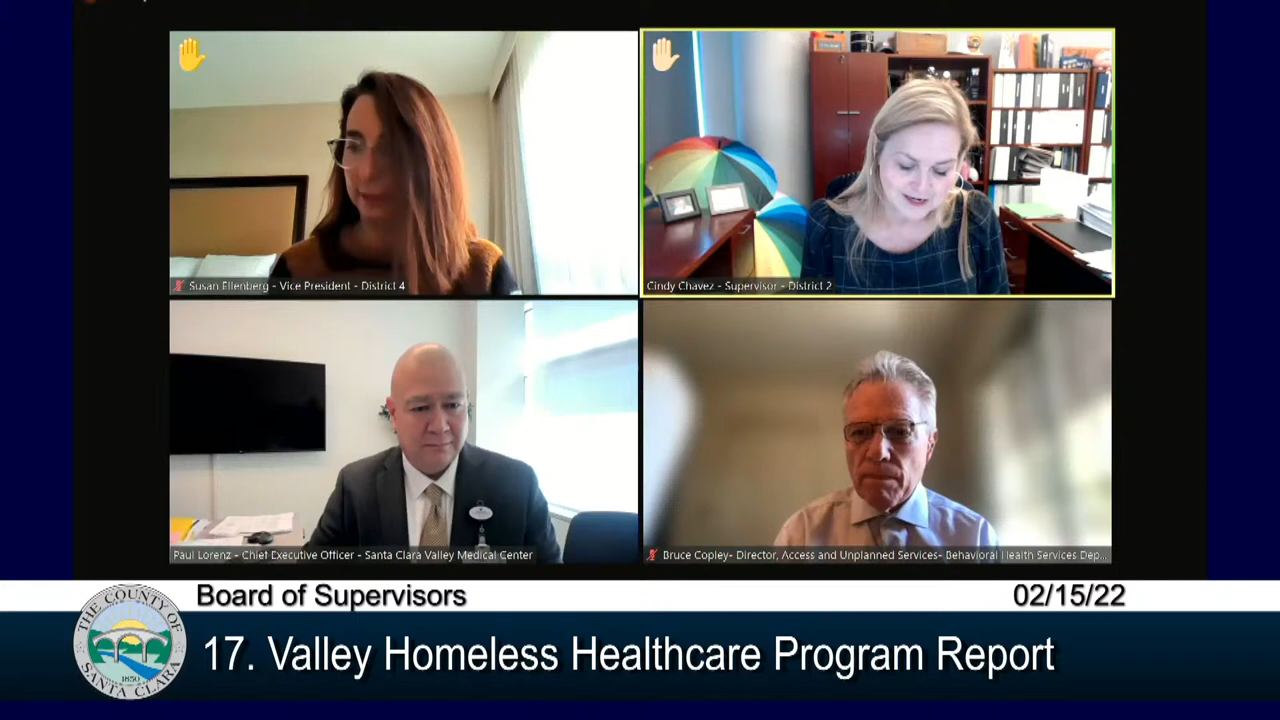 Susan Ellenberg - Vice President - District 4
Cindy Chavez - Supervisor - District 2
Paul Lorenz - Chief Executive Officer - Santa Clara Valley Medical Center
Bruce Copley- Director, Access and Unplanned Services- Behavioral Health Services Dep...
Board of Supervisors
02/15/22
THE COUNTY OF
SANTA CLARA
1850
17. Valley Homeless Healthcare Program Report